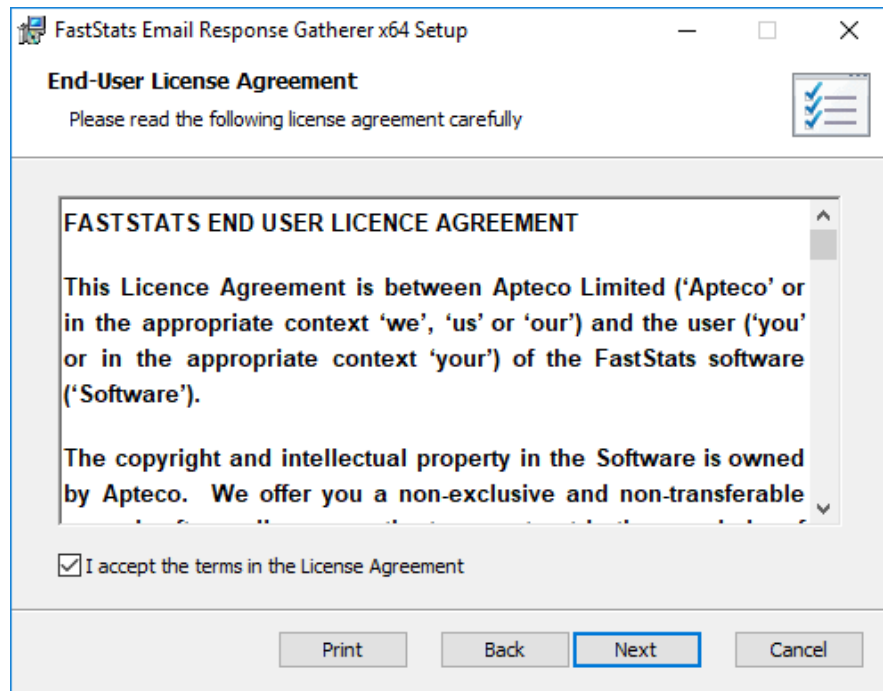 FastStats Email Response Gatherer x64 Setup
End-User License Agreement
Please read the following license agreement carefully
FASTSTATS END USER LICENCE AGREEMENT
This Licence Agreement is between Apteco Limited (‘Apteco’ or
in the appropriate context ‘we’, ‘us’ or ‘our’) and the user (‘you’
or in the appropriate context ‘your’) of the FastStats software
(‘Software’).
The copyright and intellectual property in the Software is owned
by Apteco.  We offer you a non-exclusive and non-transferable
I accept the terms in the License Agreement
Print Back Next Cancel